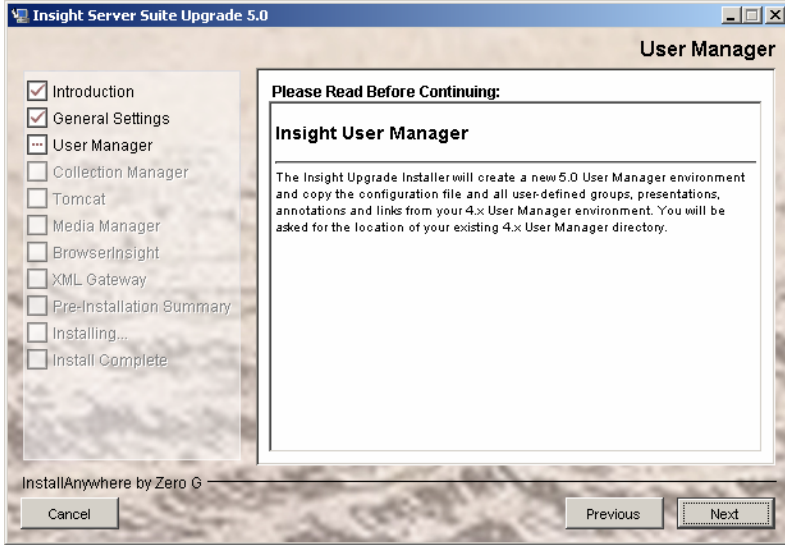 Insight Server Suite Upgrade 5.0
User Manager
Introduction
General Settings
User Manager
Collection Manager
Tomcat
Media Manager
BrowserInsight
XML Gateway
Pre-Installation Summary
Installing...
Install Complete
Please Read Before Continuing:
Insight User Manager
The Insight Upgrade Installer will create a new 5.0 User Manager environment
and copy the configuration file and all user-defined groups, presentations,
annotations and links from your 4.x User Manager environment. You will be
asked for the location of your existing 4.x User Manager directory.
InstallAnywhere by Zero G
Cancel
Previous
Next